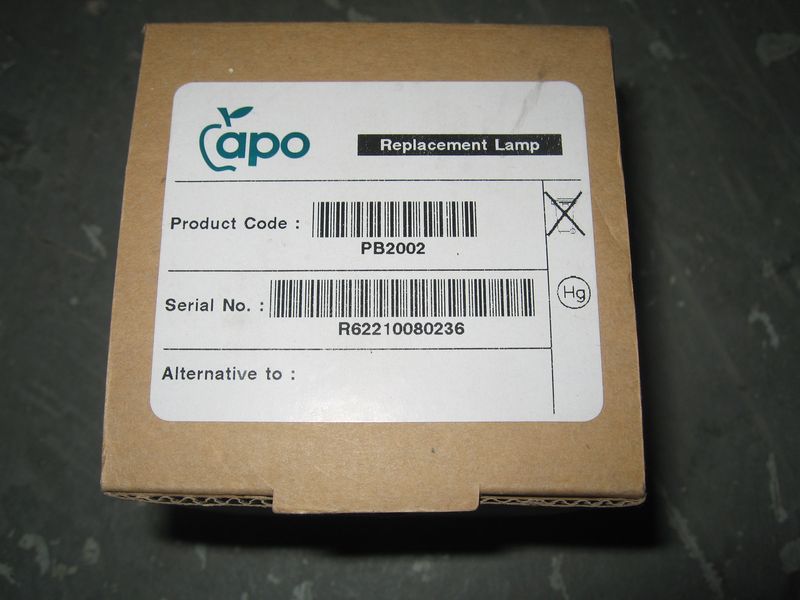 apo
Replacement Lamp
Product Code :
PB2002
Serial No. :
R62210080236
Hg
Alternative to :